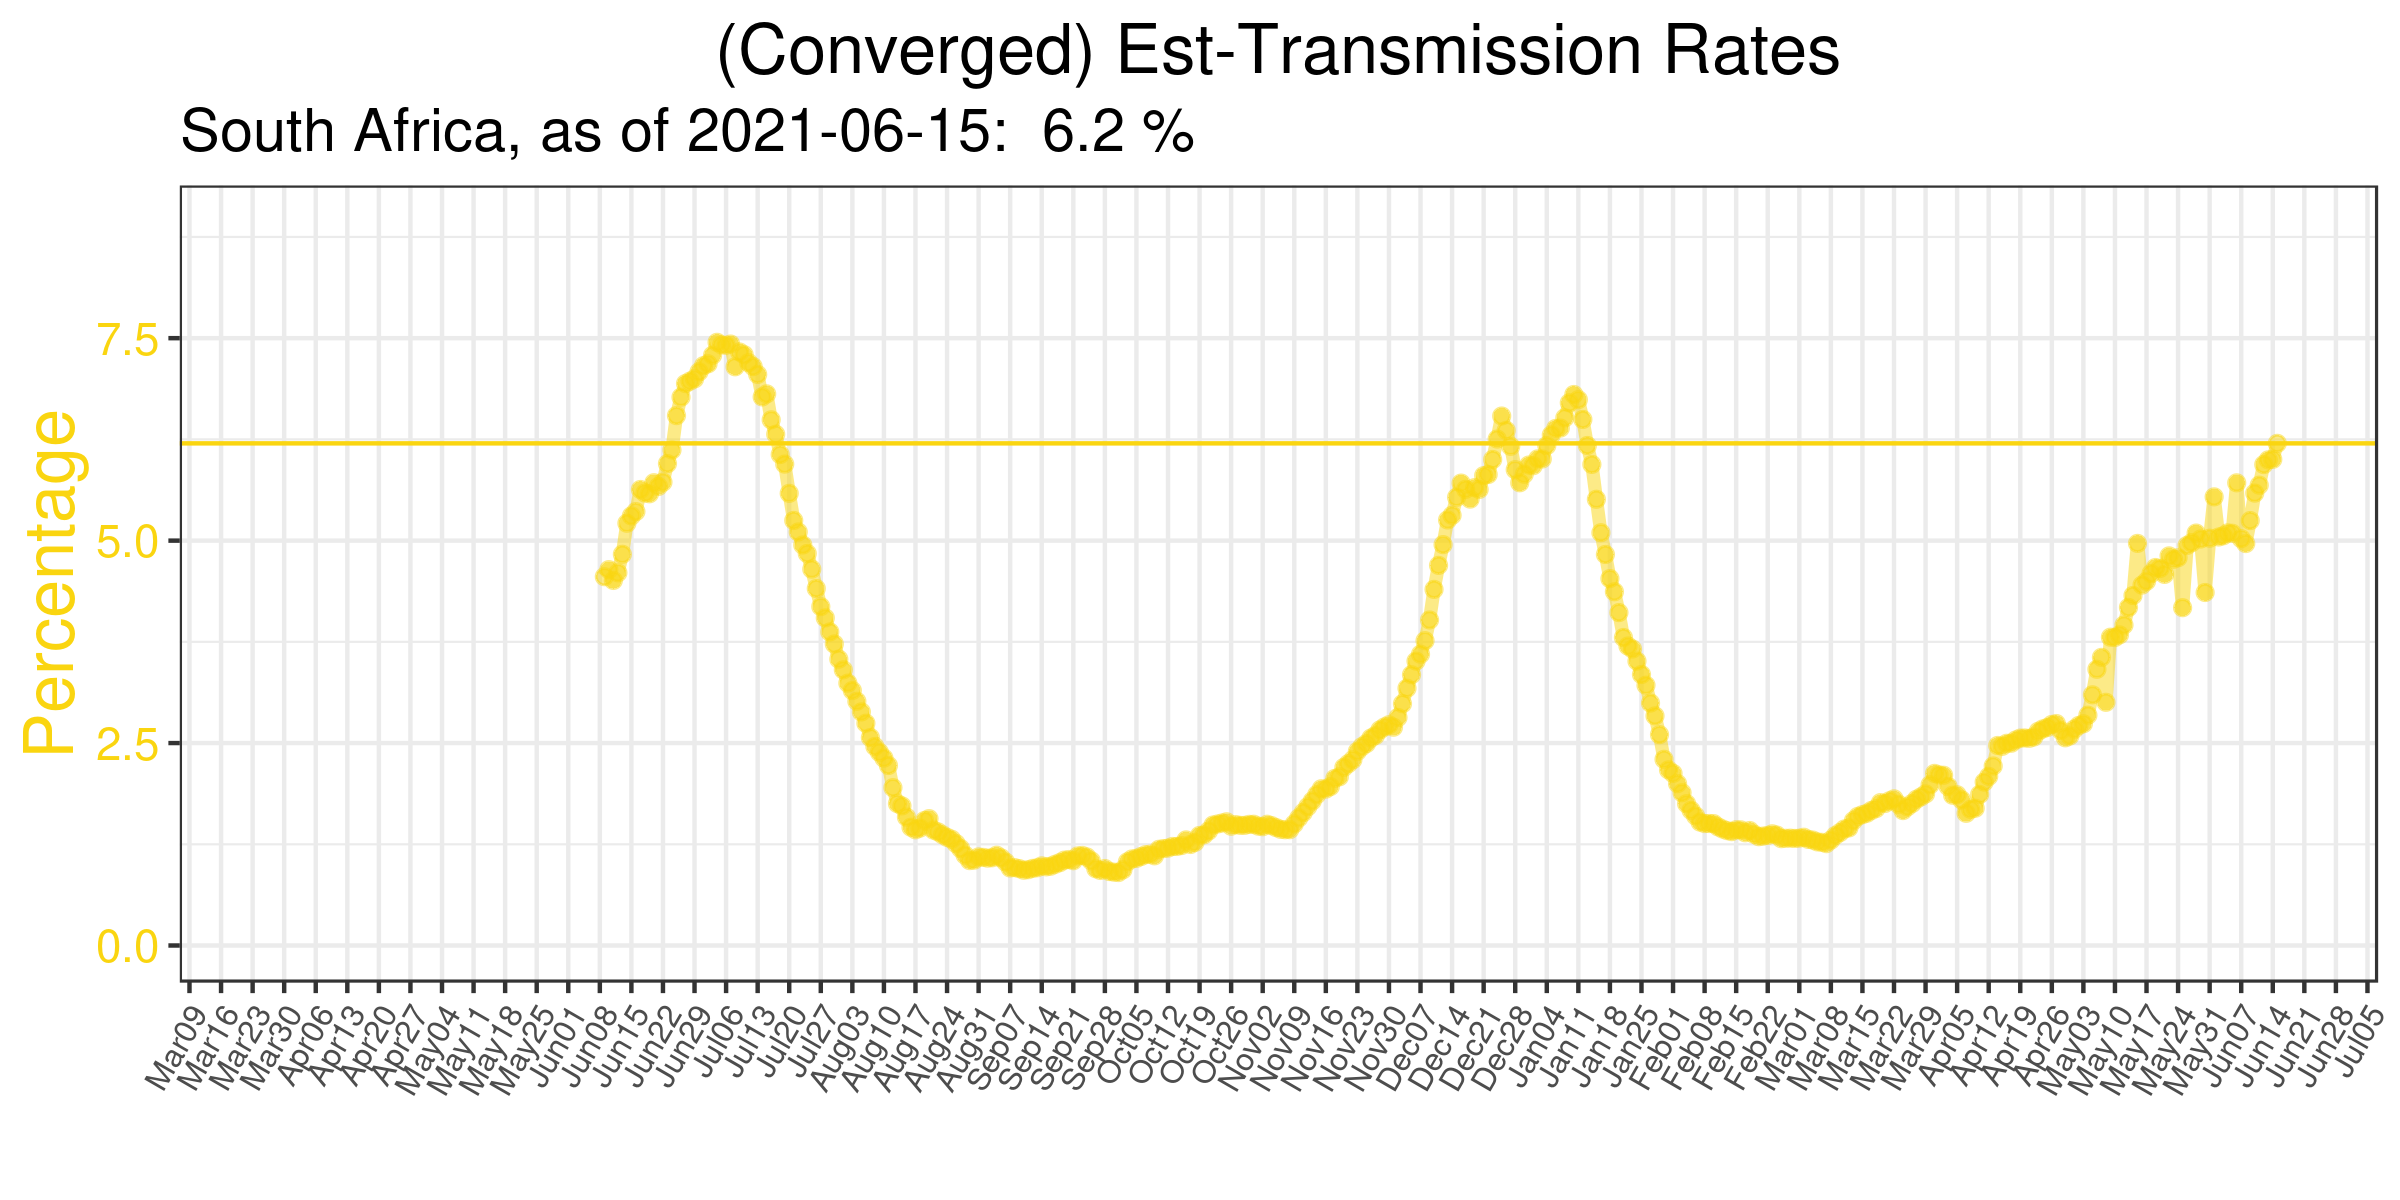 (Converged) Est-Transmission Rates
South Africa, as of 2021-06-15: 6.2 %
Percentage
7.5
5.0
2.5
0.0
Mar09
Mar16
Mar23
Mar30
Apr06
Apr13
Apr20
Apr27
May04
May11
May18
May25
Jun01
Jun08
Jun15
Jun22
Jun29
Jul06
Jul13
Jul20
Jul27
Aug03
Aug10
Aug17
Aug24
Aug31
Sep07
Sep14
Sep21
Sep28
Oct05
Oct12
Oct19
Oct26
Nov02
Nov09
Nov16
Nov23
Nov30
Dec07
Dec14
Dec21
Dec28
Jan04
Jan11
Jan18
Jan25
Feb01
Feb08
Feb15
Feb22
Mar01
Mar08
Mar15
Mar22
Mar29
Apr05
Apr12
Apr19
Apr26
May03
May10
May17
May24
May31
Jun07
Jun14
Jun21
Jun28
Jul05